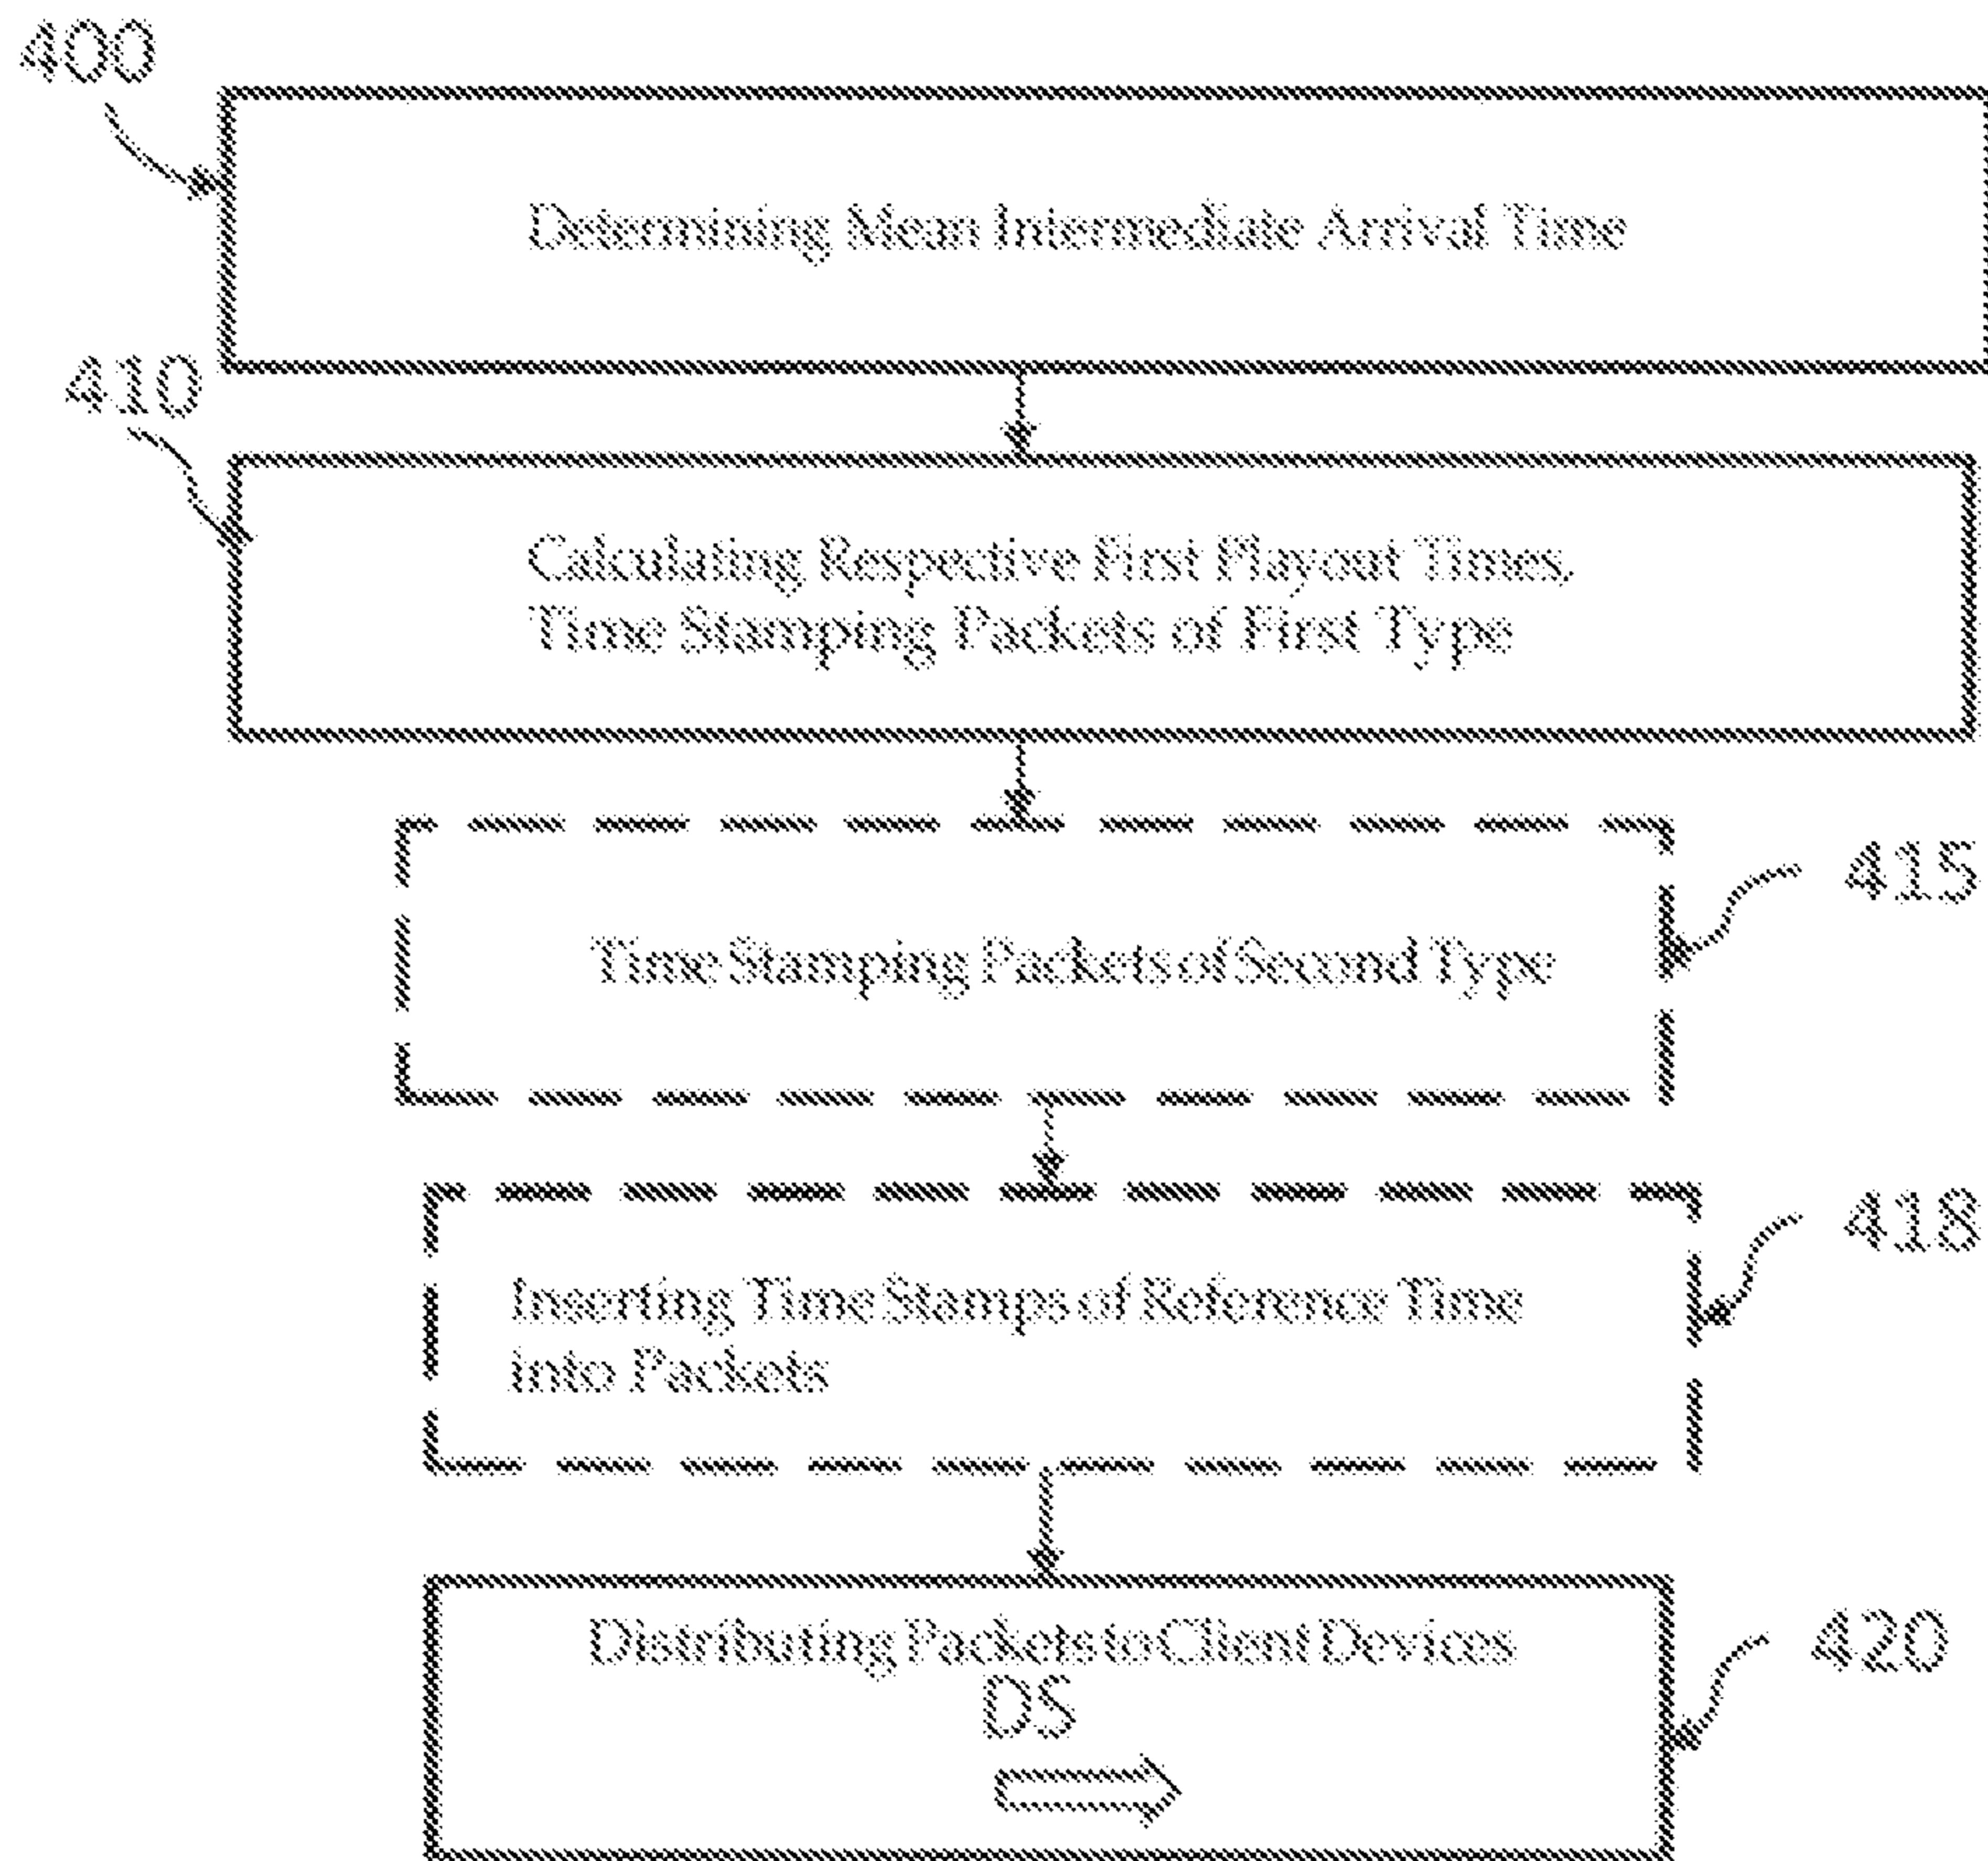 400
Determining Mean Intermediate Arrival Time
410
Calculating Respective First Playout Times,
Time Stamping Packets of First Type
415
Time Stamping Packets of Second Type
418
Inserting Time Stamps of Reference Time
into Packets
420
Distributing Packets to Client Devices
DS